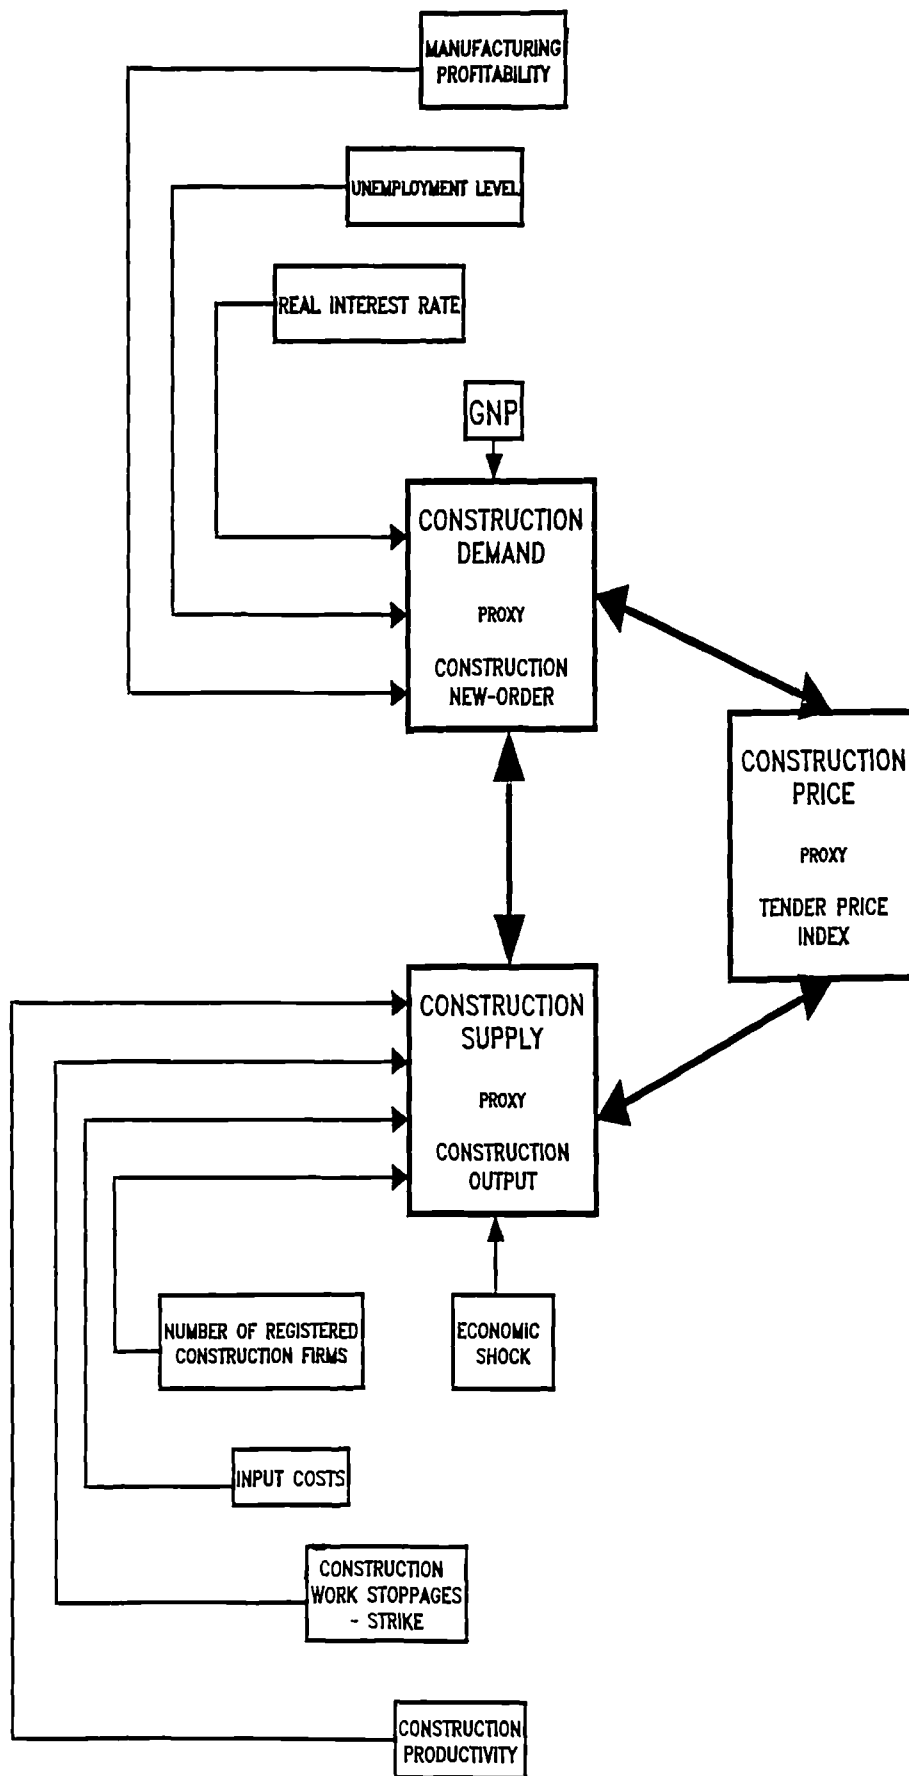 MANUFACTURING
PROFITABILITY
UNEMPLOYMENT LEVEL
REAL INTEREST RATE
GNP
CONSTRUCTION
DEMAND
PROXY
CONSTRUCTION
NEW-ORDER
CONSTRUCTION
PRICE
PROXY
TENDER PRICE
INDEX
CONSTRUCTION
SUPPLY
PROXY
CONSTRUCTION
OUTPUT
NUMBER OF REGISTERED
CONSTRUCTION FIRMS
ECONOMIC
SHOCK
INPUT COSTS
CONSTRUCTION
WORK STOPPAGES
- STRIKE
CONSTRUCTION
PRODUCTIVITY